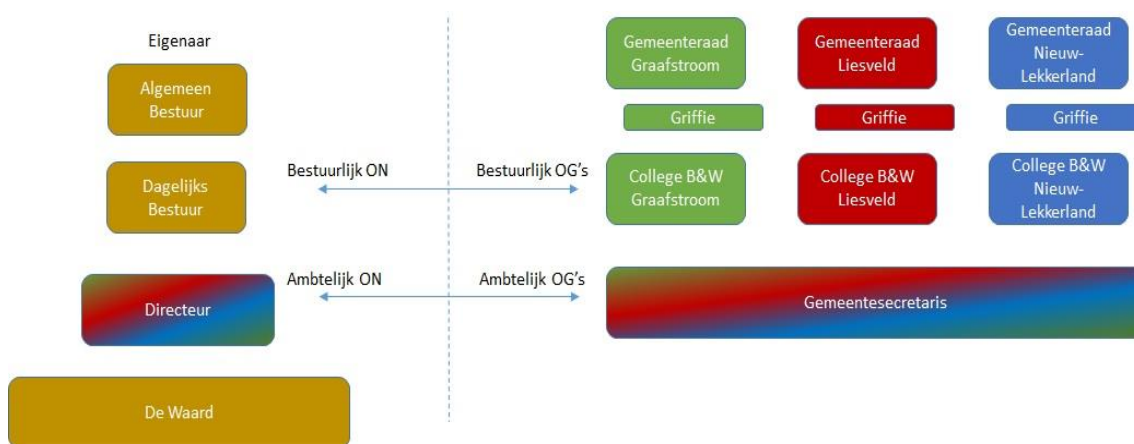 Eigenaar
Algemeen
Bestuur
Dagelijks
Bestuur
Directeur
De Waard
Bestuurlijk ON
Bestuurlijk OG's
Ambtelijk ON
Ambtelijk OG's
Gemeenteraad
Graafstroom
Gemeenteraad
Liesveld
Gemeenteraad
Nieuw-
Lekkerland
Griffie
Griffie
Griffie
College B&W
Graafstroom
College B&W
Liesveld
College B&W
Nieuw-
Lekkerland
Gemeentesecretaris